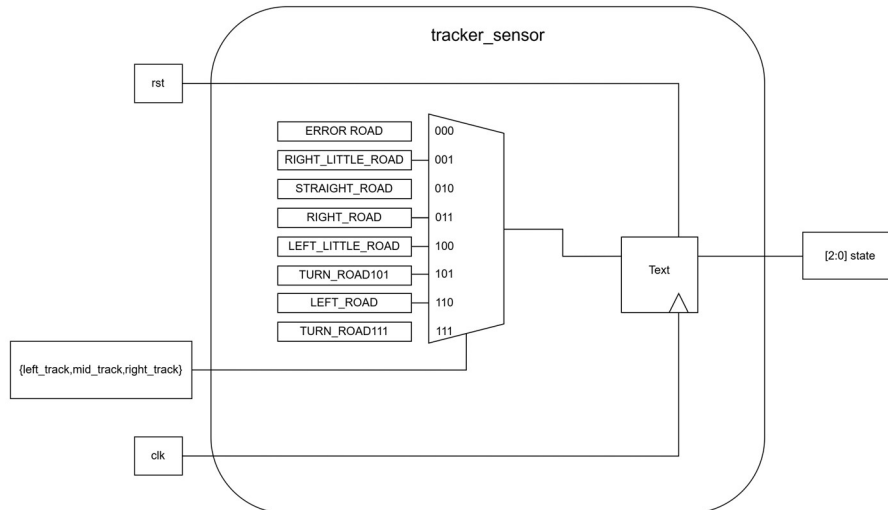 tracker_sensor
rst
ERROR ROAD
000
RIGHT_LITTLE_ROAD
001
STRAIGHT_ROAD
010
RIGHT_ROAD
011
LEFT_LITTLE_ROAD
100
TURN_ROAD101
101
LEFT_ROAD
110
TURN_ROAD111
111
Text
[2:0] state
{left_track,mid_track,right_track}
clk